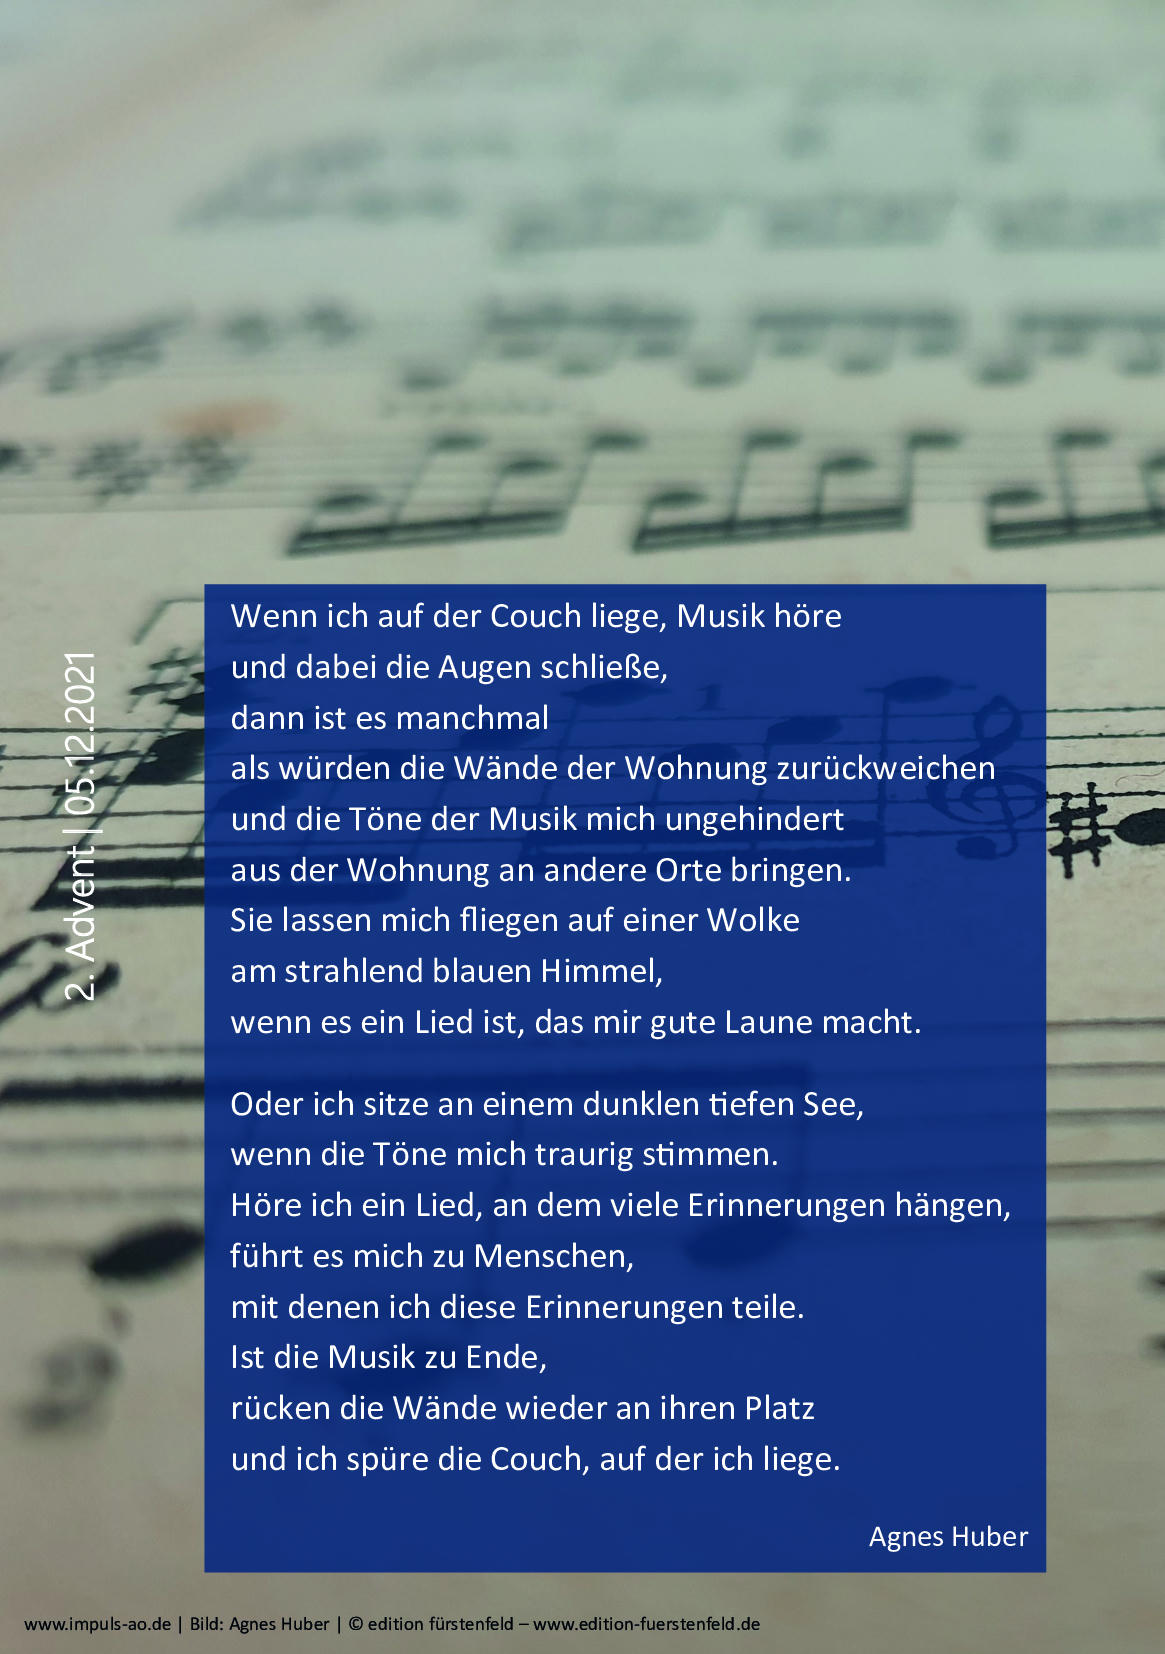 Wenn ich auf der Couch liege, Musik höre
und dabei die Augen schließe,
dann ist es manchmal
als würden die Wände der Wohnung zurückweichen
und die Töne der Musik mich ungehindert
aus der Wohnung an andere Orte bringen.
Sie lassen mich fliegen auf einer Wolke
am strahlend blauen Himmel,
wenn es ein Lied ist, das mir gute Laune macht.
Oder ich sitze an einem dunklen tiefen See,
wenn die Töne mich traurig stimmen.
Höre ich ein Lied, an dem viele Erinnerungen hängen,
führt es mich zu Menschen,
mit denen ich diese Erinnerungen teile.
Ist die Musik zu Ende,
rücken die Wände wieder an ihren Platz
und ich spüre die Couch, auf der ich liege.
Agnes Huber
2. Advent | 05.12.2021
www.impuls-ao.de | Bild: Agnes Huber | © edition fürstenfeld – www.edition-fuerstenfeld.de